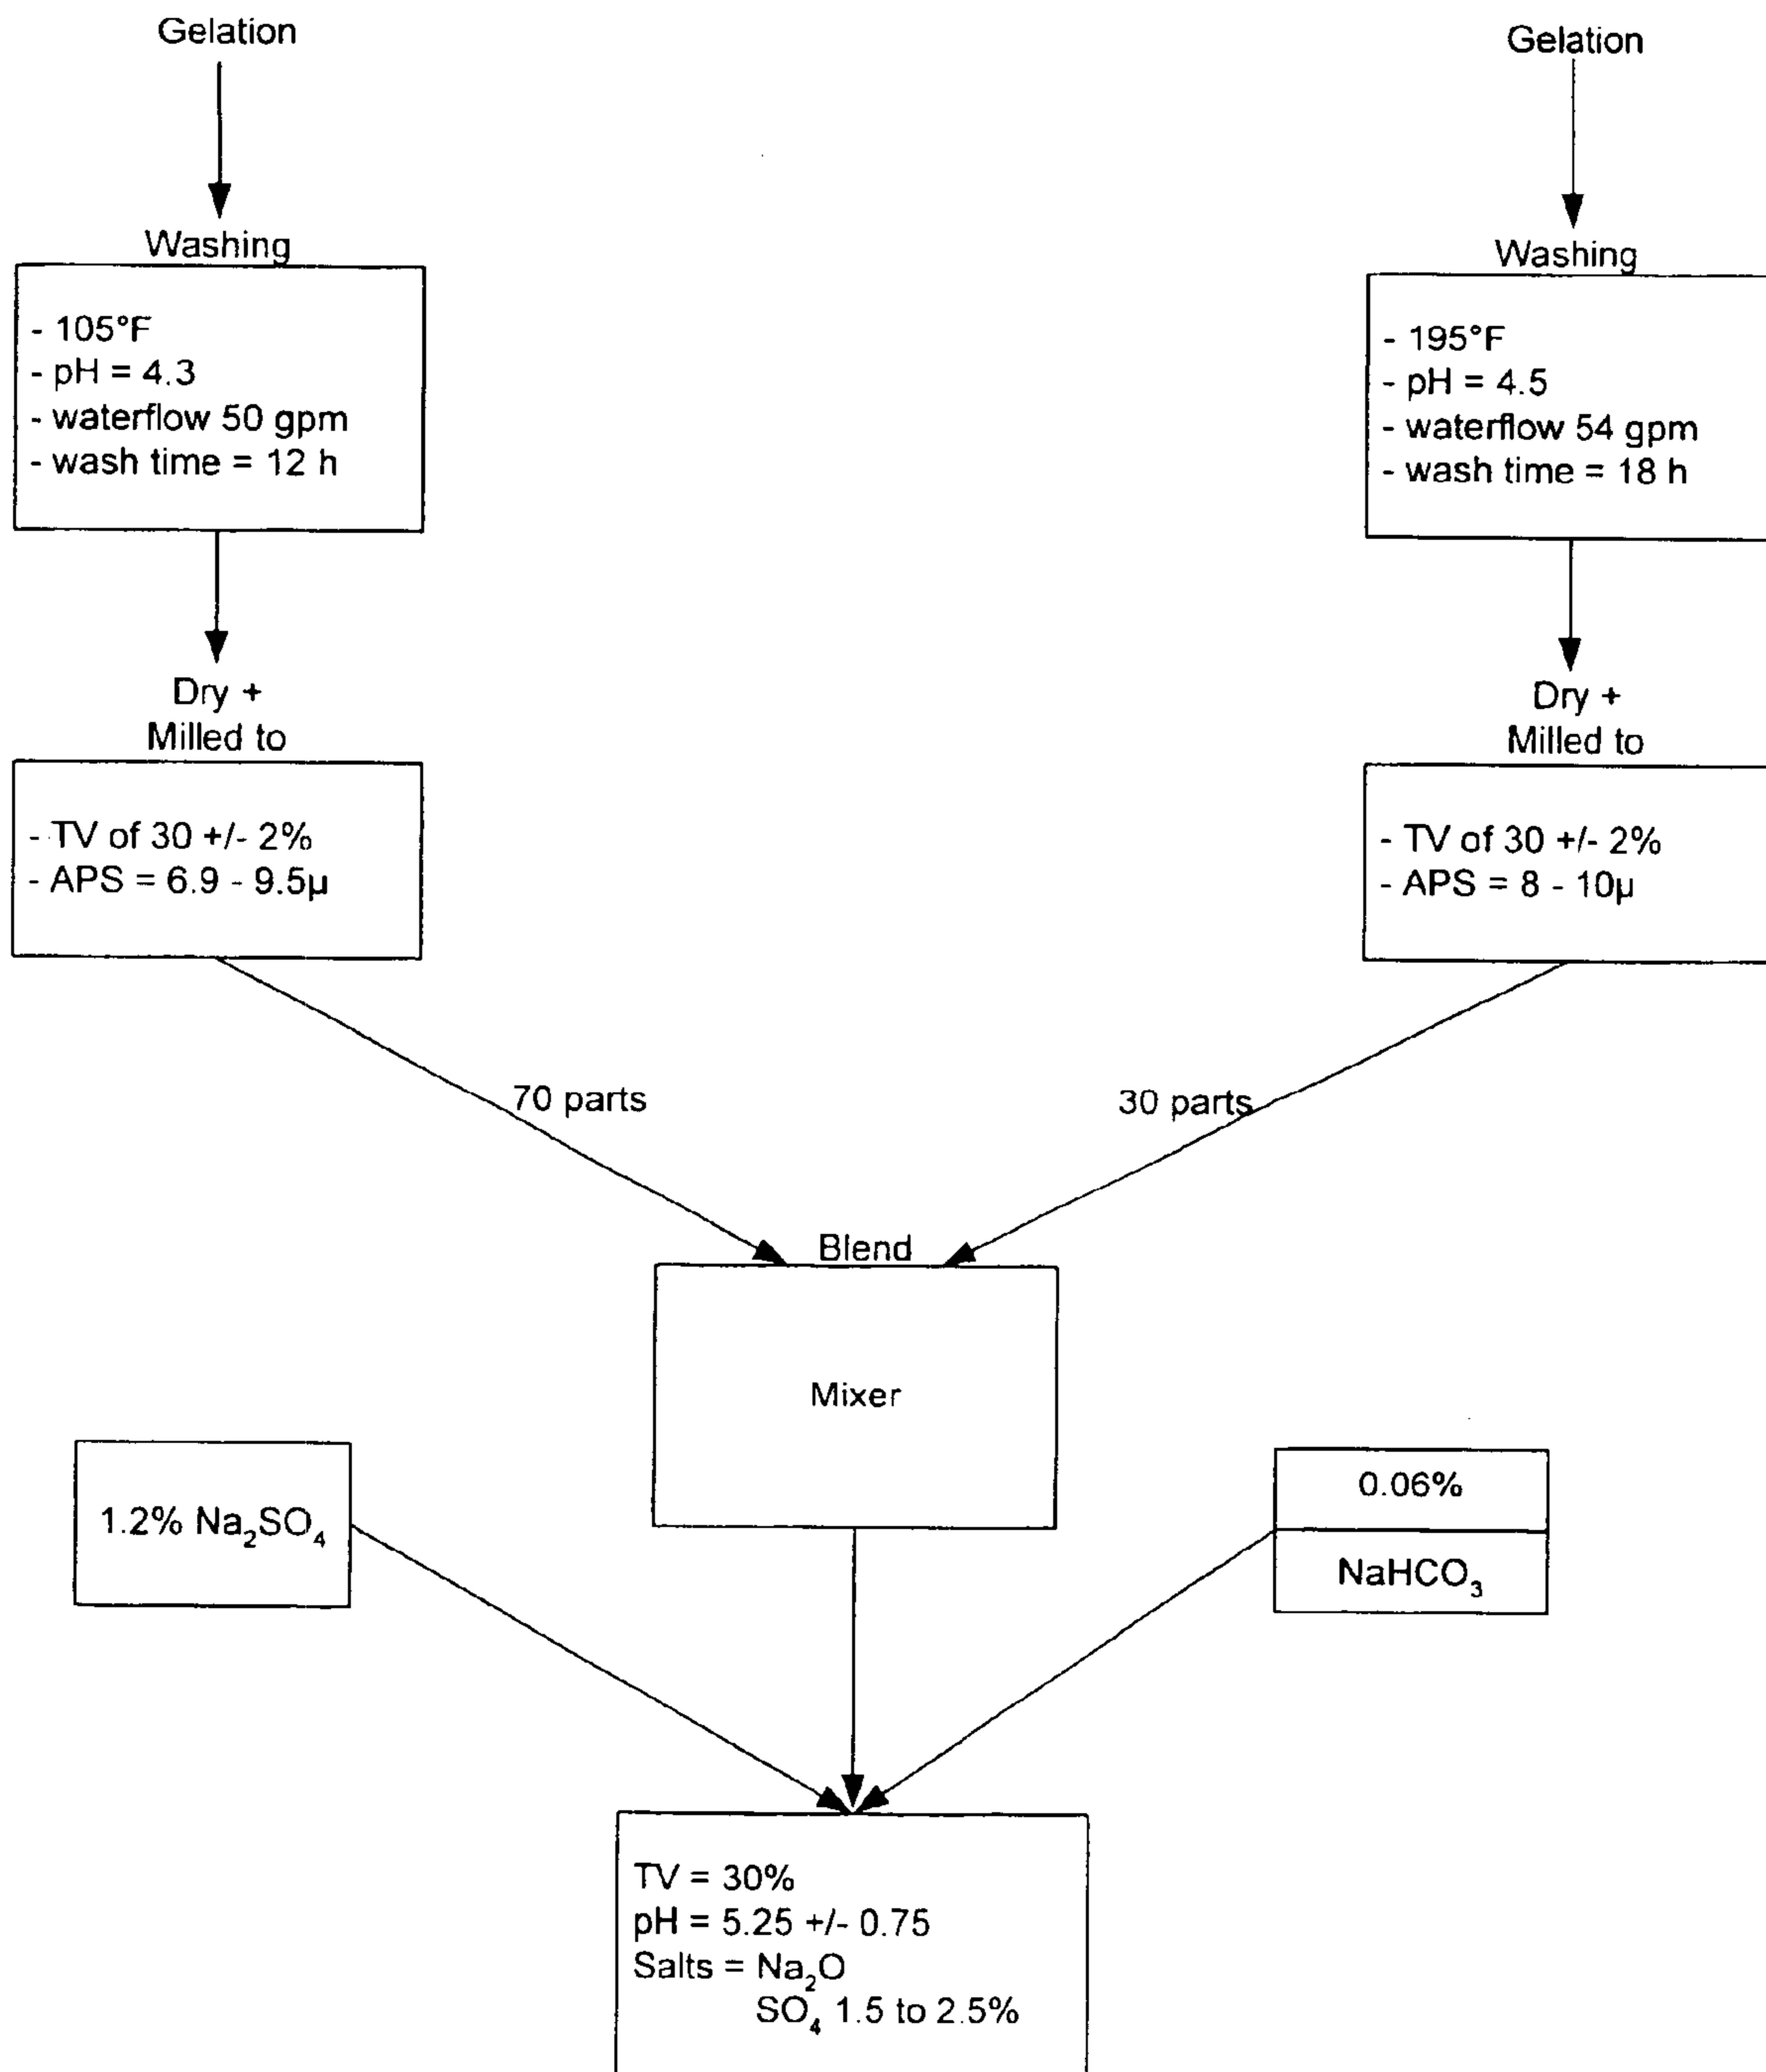 Gelation
Washing
- 105°F
- pH = 4.3
- waterflow 50 gpm
- wash time = 12 h
Dry +
Milled to
- TV of 30 +/- 2%
- APS = 6.9 - 9.5µ
70 parts
Gelation
Washing
- 195°F
- pH = 4.5
- waterflow 54 gpm
- wash time = 18 h
Dry +
Milled to
- TV of 30 +/- 2%
- APS = 8 - 10µ
30 parts
Blend
Mixer
1.2% Na₂SO₄
0.06%
NaHCO₃
TV = 30%
pH = 5.25 +/- 0.75
Salts = Na₂O
SO₄ 1.5 to 2.5%